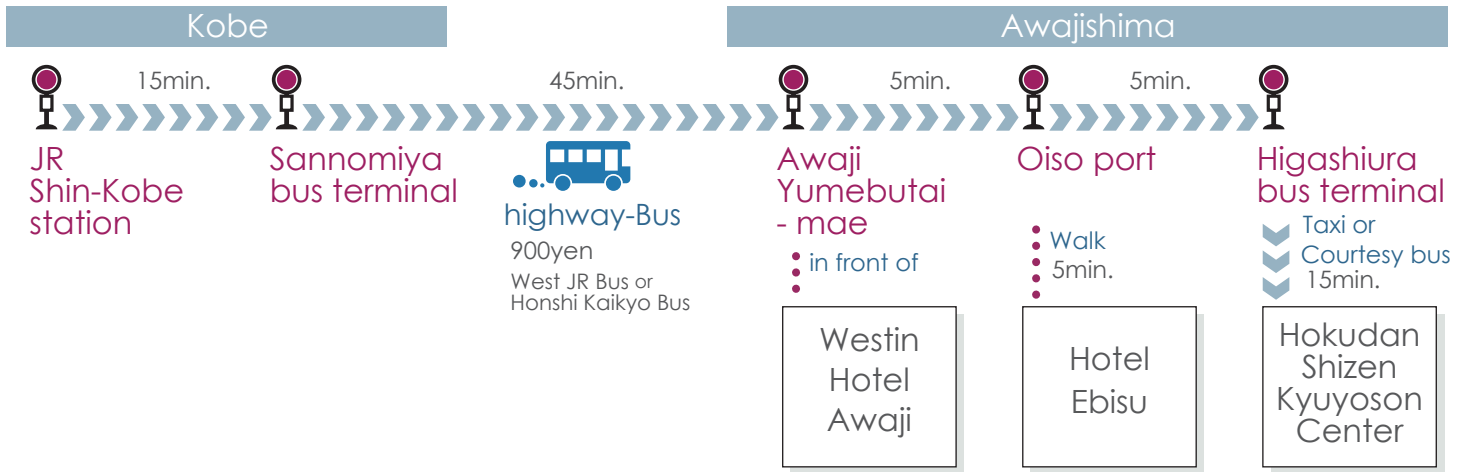 Kobe
Awajishima
15min.
45min.
5min.
5min.
JR
Shin-Kobe
station
Sannomiya
bus terminal
highway-Bus
900yen
West JR Bus or
Honshi Kaikyo Bus
Awaji
Yumebutai
- mae
in front of
Westin
Hotel
Awaji
Oiso port
Walk
5min.
Hotel
Ebisu
Higashiura
bus terminal
Taxi or
Courtesy bus
15min.
Hokudan
Shizen
Kyuyoson
Center